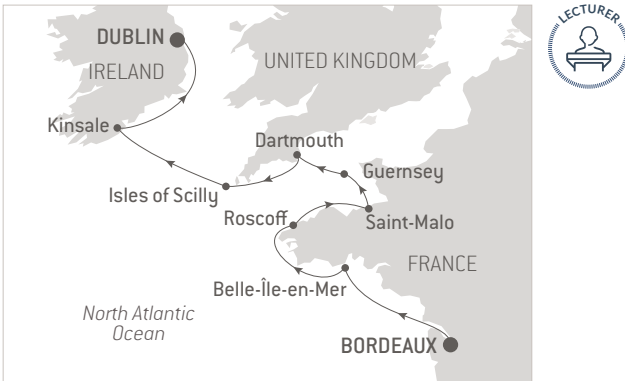 LECTURER
DUBLIN
IRELAND
UNITED KINGDOM
Kinsale
Dartmouth
Guernsey
Isles of Scilly
Roscoff
Saint-Malo
FRANCE
Belle-Île-en-Mer
North Atlantic
Ocean
BORDEAUX